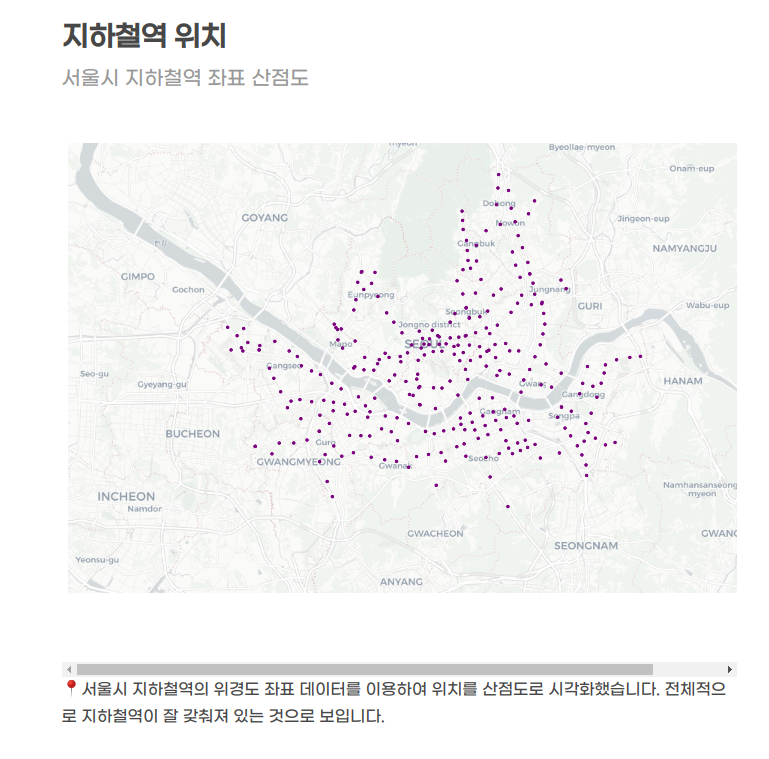 지하철역 위치
서울시 지하철역 좌표 산점도
Byeollae-myeon
Onam-eup
Dobong
Jingeon-eup
GOYANG
Nowon
Gangbuk
NAMYANGJU
GIMPO
Gochon
Eunpyeong
Jungnang
GURI
Wabu-eup
Seongbuk
Jongno district
Mapo
SEOUL
Gangseo
Seo-gu
Gyeyang-gu
HANAM
Gangdong
Gangnam
Songpa
BUCHEON
Guro
GWANGMYEONG
Gwanak
Seocho
Namhansanseong
myeon
INCHEON
Namdor
GWACHEON
GWANG
SEONGNAM
Yeonsu-gu
ANYANG
📍 서울시 지하철역의 위경도 좌표 데이터를 이용하여 위치를 산점도로 시각화했습니다. 전체적으
로 지하철역이 잘 갖춰져 있는 것으로 보입니다.